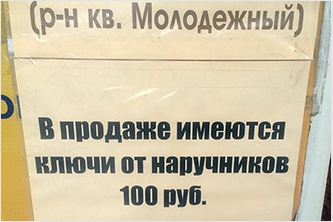 (р-н кв. Молодежный)
В продаже имеются
ключи от наручников
100 руб.